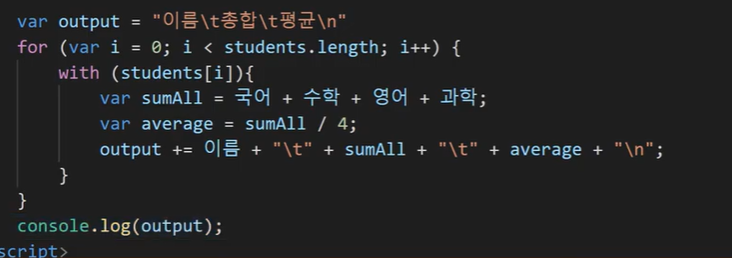 var output = "이름\t총합\t평균\n"
for (var i = 0; i < students.length; i++) {
with (students[i]){
var sumAll = 국어 + 수학 + 영어 + 과학;
var average = sumAll / 4;
output += 이름 + "\t" + sumAll + "\t" + average + "\n";
}
}
console.log(output);
script>